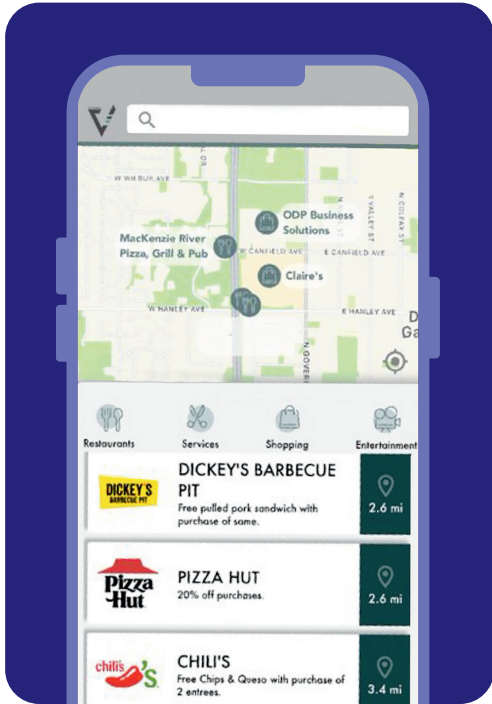 W WILBUR AVE
N VALLEY ST
N COLFAX ST
ODP Business
Solutions
MacKenzie River
Pizza, Grill & Pub
W CANFIELD AVE
E CANFIELD AVE
Claire's
W HANLEY AVE
E HANLEY AVE
D
Ga
N GOVER
Restaurants
Services
Shopping
Entertainment
DICKEY'S
BARBECUE PIT
DICKEY'S BARBECUE
PIT
Free pulled pork sandwich with
purchase of same.
2.6 mi
Pizza
Hut
PIZZA HUT
20% off purchases.
2.6 mi
chili's
CHILI'S
Free Chips & Queso with purchase of
2 entrees.
3.4 mi